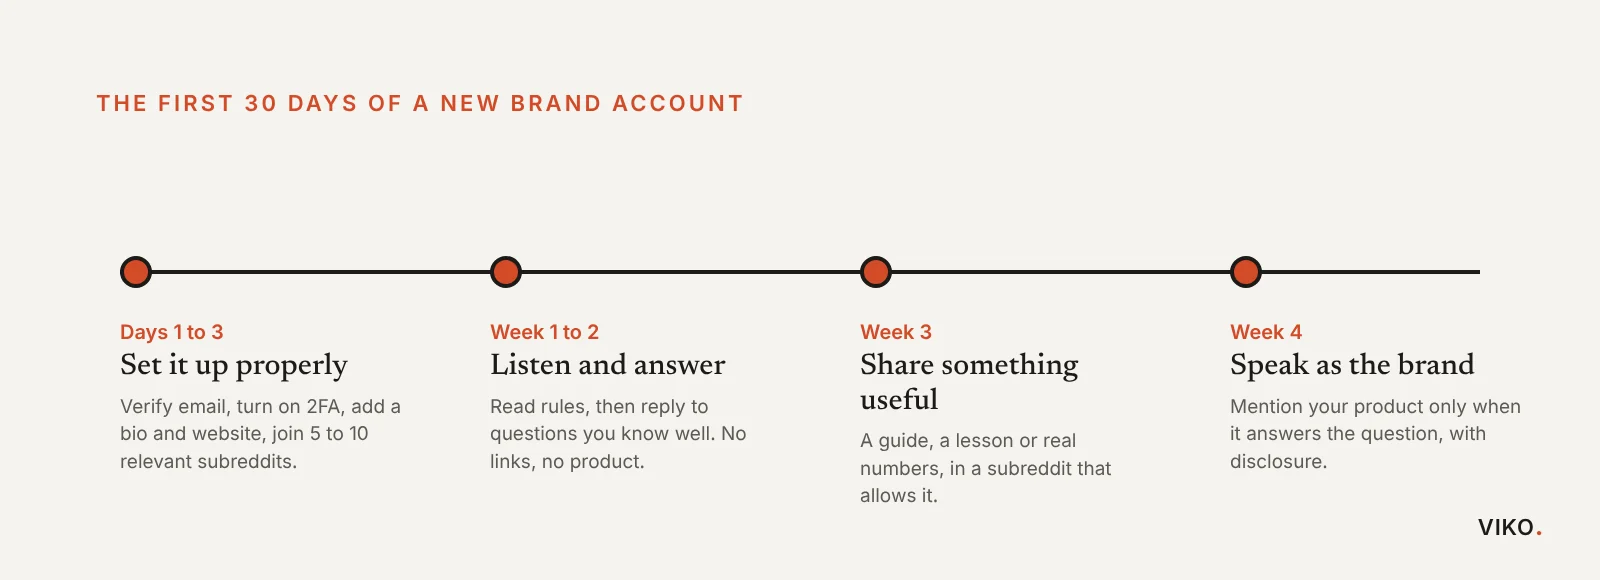 THE FIRST 30 DAYS OF A NEW BRAND ACCOUNT
Days 1 to 3
Set it up properly
Verify email, turn on 2FA, add a
bio and website, join 5 to 10
relevant subreddits.
Week 1 to 2
Listen and answer
Read rules, then reply to
questions you know well. No
links, no product.
Week 3
Share something
useful
A guide, a lesson or real
numbers, in a subreddit that
allows it.
Week 4
Speak as the brand
Mention your product only when
it answers the question, with
disclosure.
VIKO.